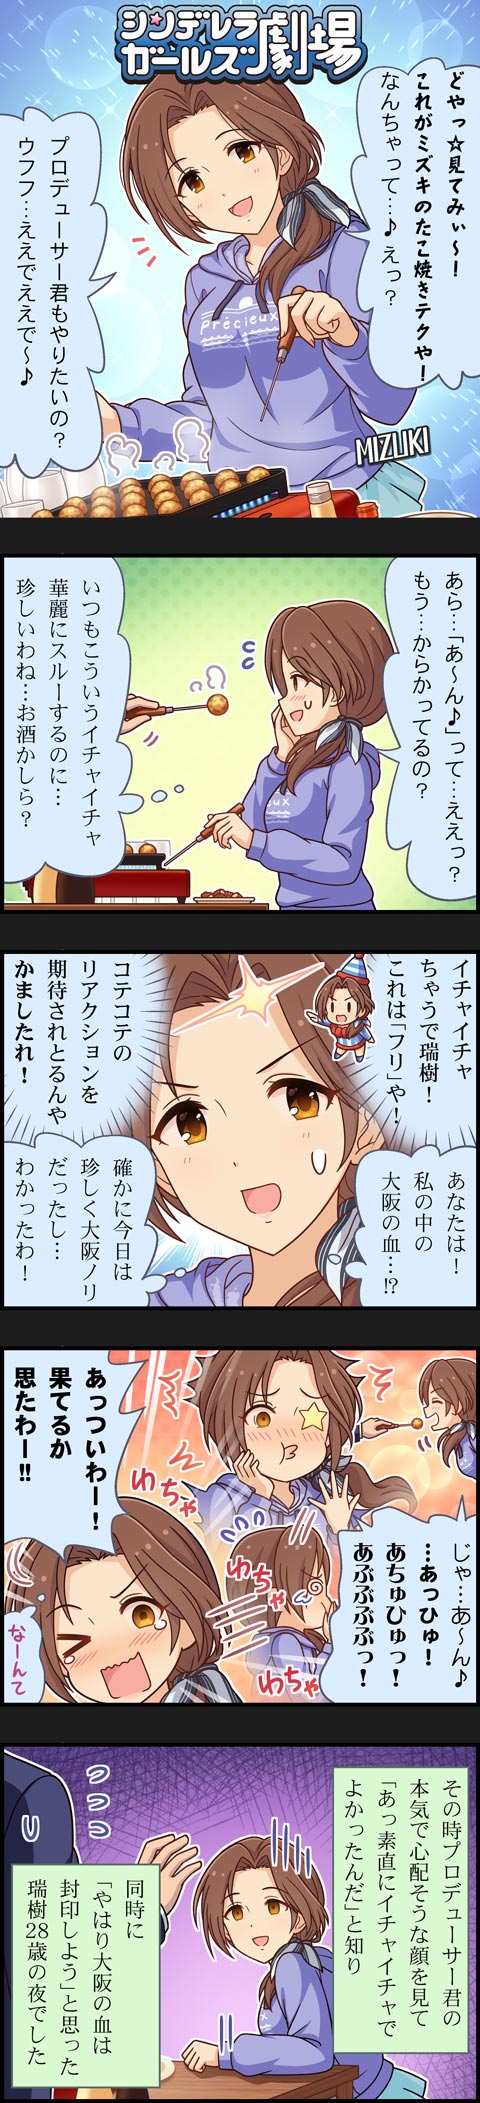 シンデレラ
ガールズ劇場
どやっ☆見てみぃ～！
これがミズキのたこ焼きテクや！
なんちゃって…♪えっ？
プロデューサー君もやりたいの？
ウフフ…ええでええで～♪
Précieux
MIZUKI
あら…「あ～ん♪」って…ええっ？
もう…からかってるの？
いつもこういうイチャイチャ
華麗にスルーするのに…
珍しいわね…お酒かしら？
イチャイチャ
ちゃうで瑞樹！
これは「フリ」や！
コテコテの
リアクションを
期待されとるんや
かましたれ！
あなたは！
私の中の
大阪の血…!?
確かに今日は
珍しく大阪ノリ
だったし…
わかったわ！
じゃ…あ～ん♪
…あっひゅ！
あちゅひゅっ！
あぶぶぶぶっ！
わちゃ
わちゃ
わちゃ
あっついわー！
果てるか
思たわー!!
なーんて
その時プロデューサー君の
本気で心配そうな顔を見て
「あっ素直にイチャイチャで
よかったんだ」と知り
同時に
「やはり大阪の血は
封印しよう」と思った
瑞樹28歳の夜でした